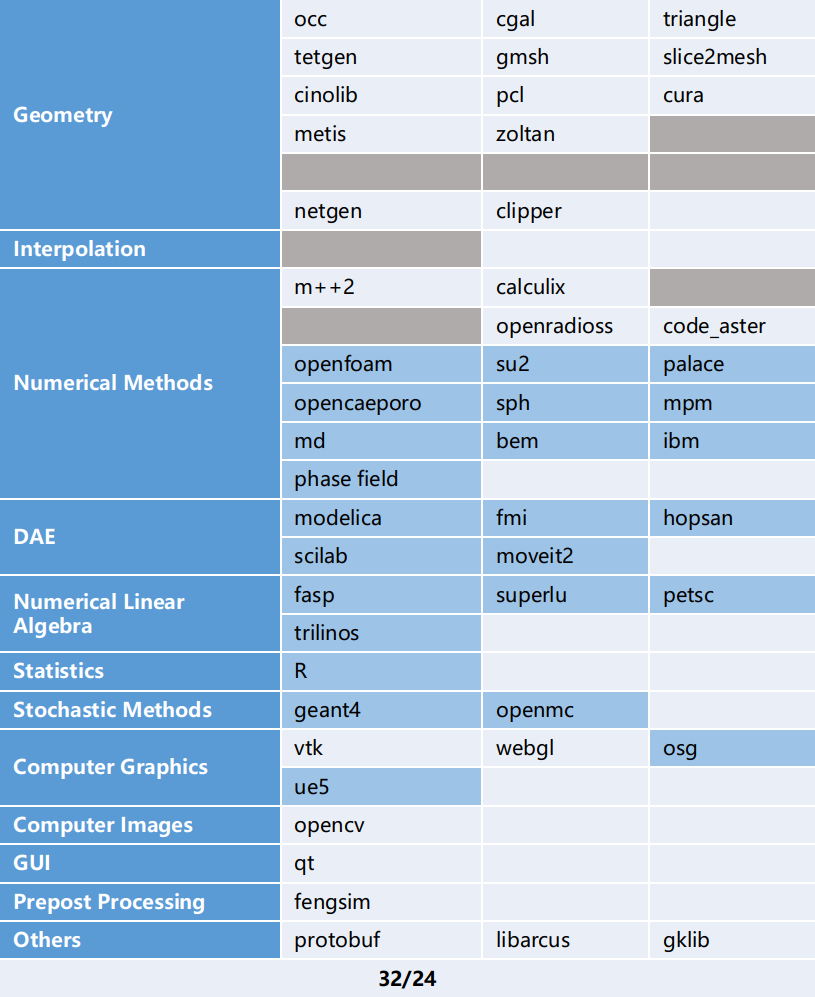 occ cgal triangle
tetgen gmsh slice2mesh
cinolib pcl cura
Geometry
metis zoltan
netgen clipper
Interpolation
m++2 calculix
openradioss code_aster
openfoam su2 palace
Numerical Methods
opencaeporo sph mpm
md bem ibm
phase field
modelica fmi hopsan
DAE
scilab moveit2
Numerical Linear
Algebra
fasp superlu petsc
trilinos
Statistics R
Stochastic Methods geant4 openmc
vtk webgl osg
Computer Graphics
ue5
Computer Images opencv
GUI qt
Prepost Processing fengsim
Others protobuf libarcus gklib
32/24